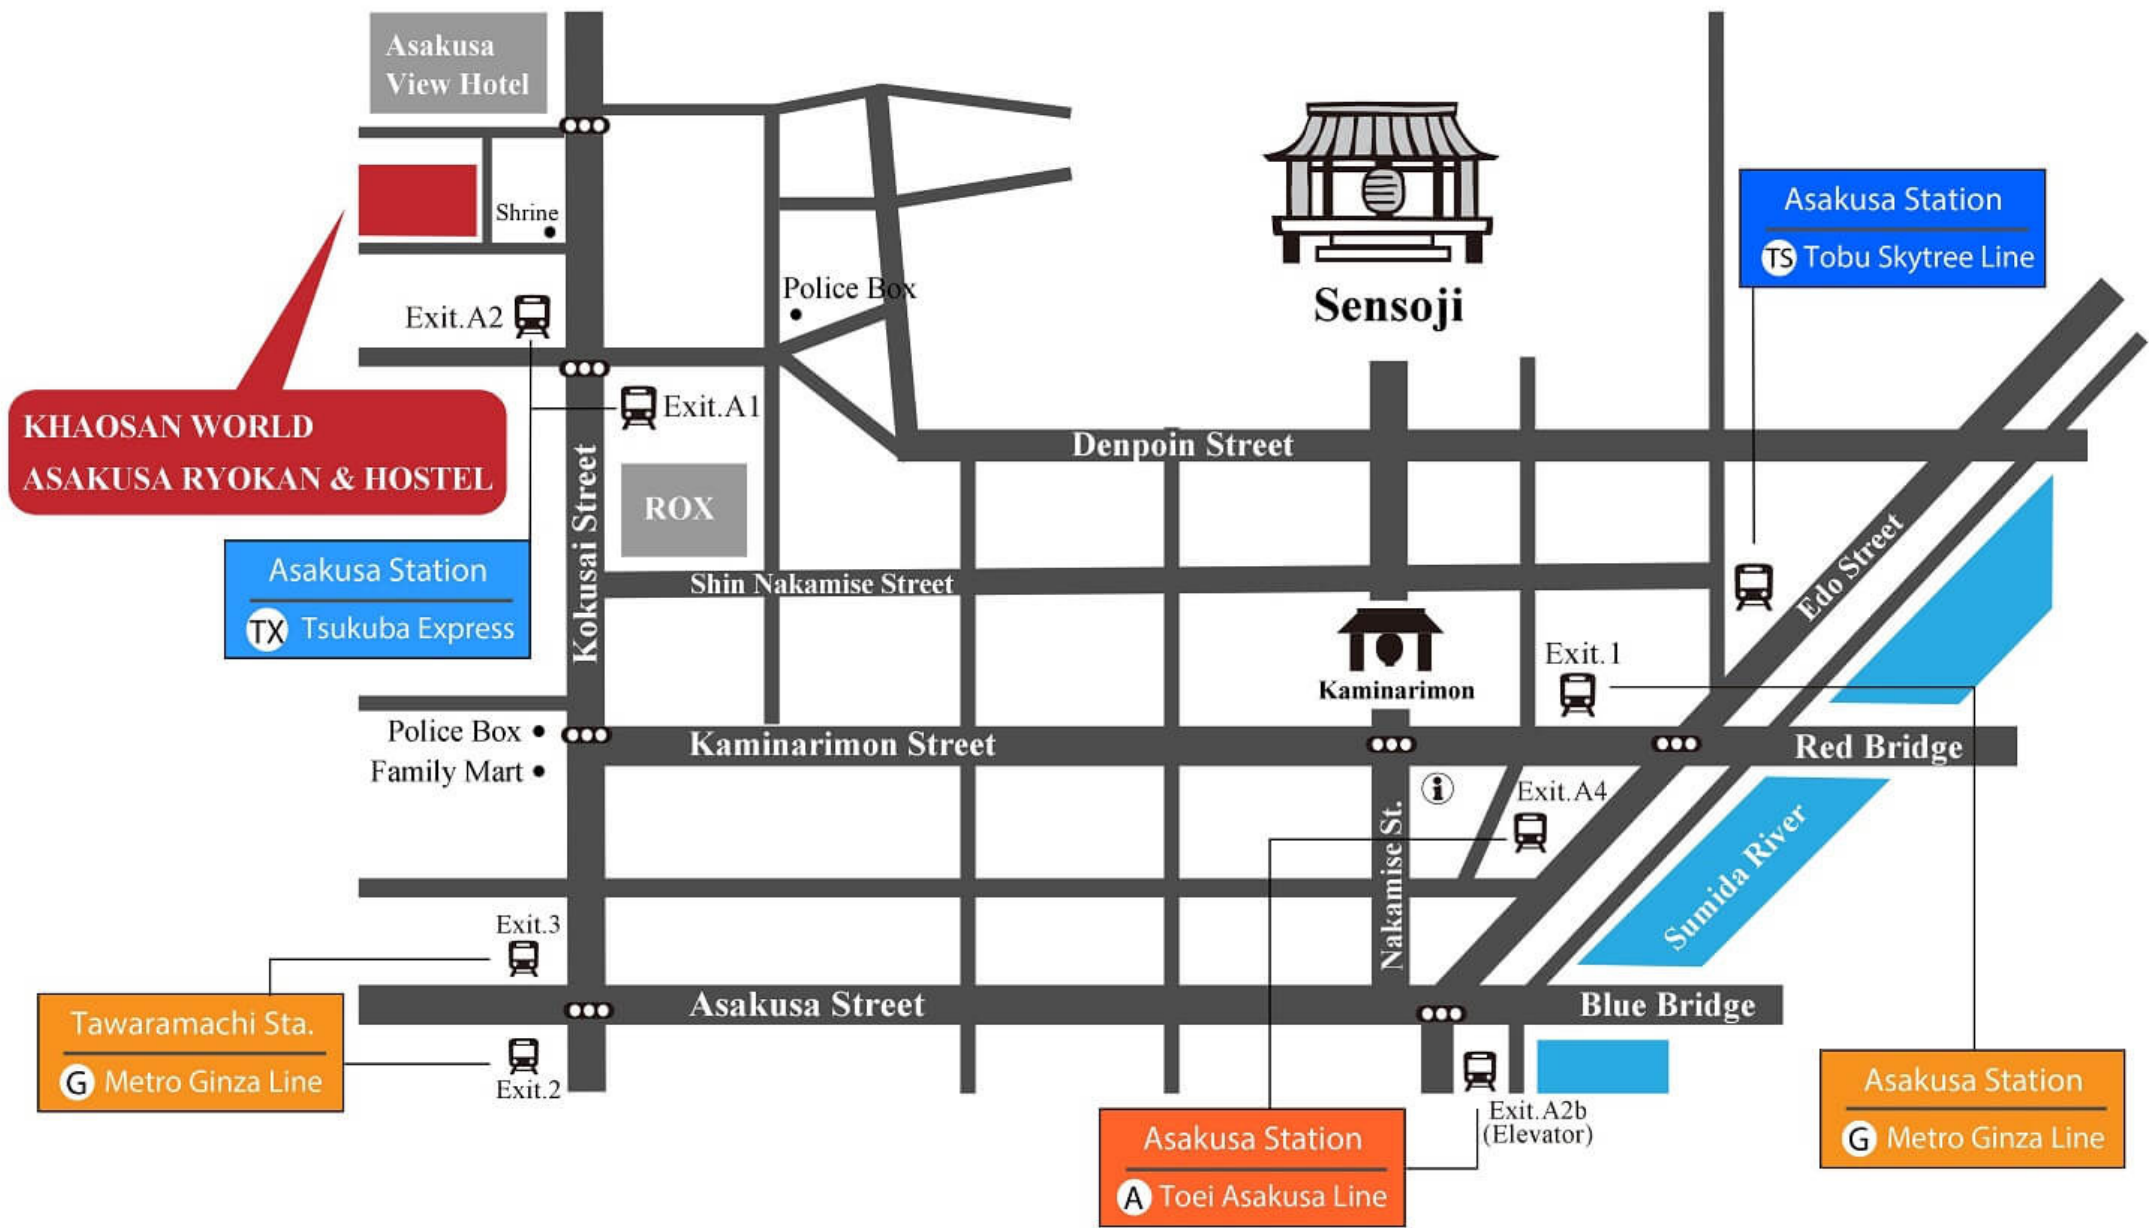 Asakusa
View Hotel
Shrine
Police Box
Sensoji
Asakusa Station
TS Tobu Skytree Line
Exit.A2
Exit.A1
KHAOSAN WORLD
ASAKUSA RYOKAN & HOSTEL
Denpoin Street
Kokusai Street
ROX
Edo Street
Asakusa Station
TX Tsukuba Express
Shin Nakamise Street
Kaminarimon
Exit.1
Police Box
Family Mart
Kaminarimon Street
Red Bridge
i
Exit.A4
Nakamise St.
Sumida River
Exit.3
Asakusa Street
Blue Bridge
Tawaramachi Sta.
G Metro Ginza Line
Exit.2
Exit.A2b
(Elevator)
Asakusa Station
A Toei Asakusa Line
Asakusa Station
G Metro Ginza Line